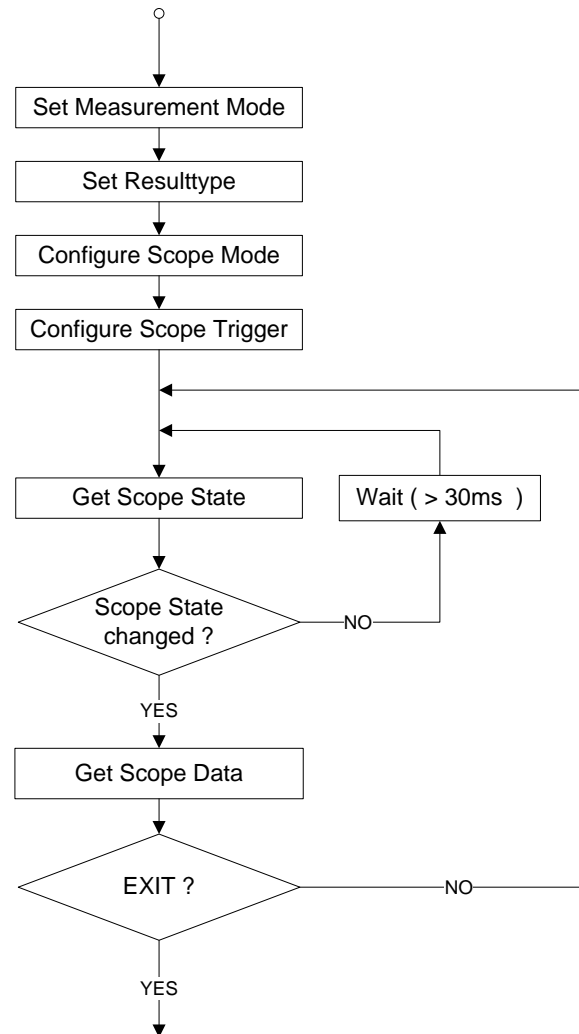 Set Measurement Mode
Set Resulttype
Configure Scope Mode
Configure Scope Trigger
Get Scope State
Wait ( > 30ms  )
Scope State
changed ?
NO
YES
Get Scope Data
EXIT ?
NO
YES